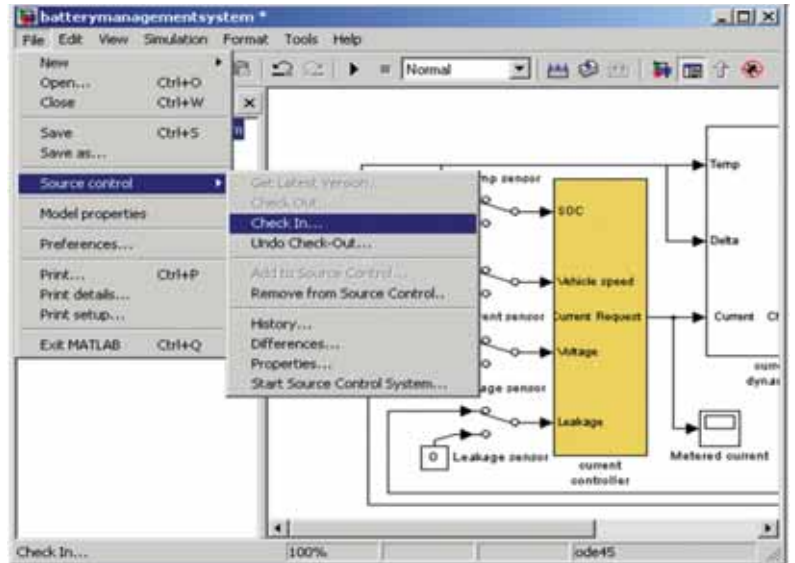 batterymanagementsystem *
File Edit View Simulation Format Tools Help
Normal
New
Open... Ctrl+O
Close Ctrl+W
Save Ctrl+S
Save as...
Source control
Model properties
Preferences...
Print... Ctrl+P
Print details...
Print setup...
Exit MATLAB Ctrl+Q
Get Latest Version...
Check Out...
Check In...
Undo Check-Out...
Add to Source Control...
Remove from Source Control..
History...
Differences...
Properties...
Start Source Control System...
sensor
SOC
Vehicle speed
sensor
Current Request
Voltage
sensor
Leakage
0
Leakage sensor
current
controller
Temp
Delta
Current
Metered current
Check In...
100%
ode45